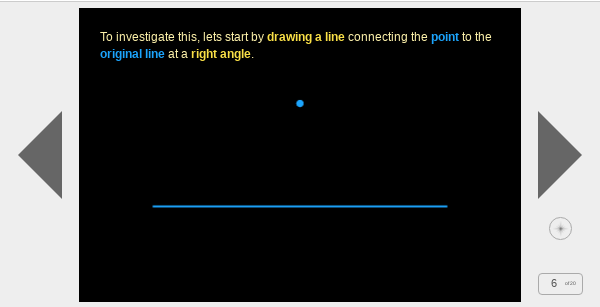 To investigate this, lets start by drawing a line connecting the point to the
original line at a right angle.
6 of 20